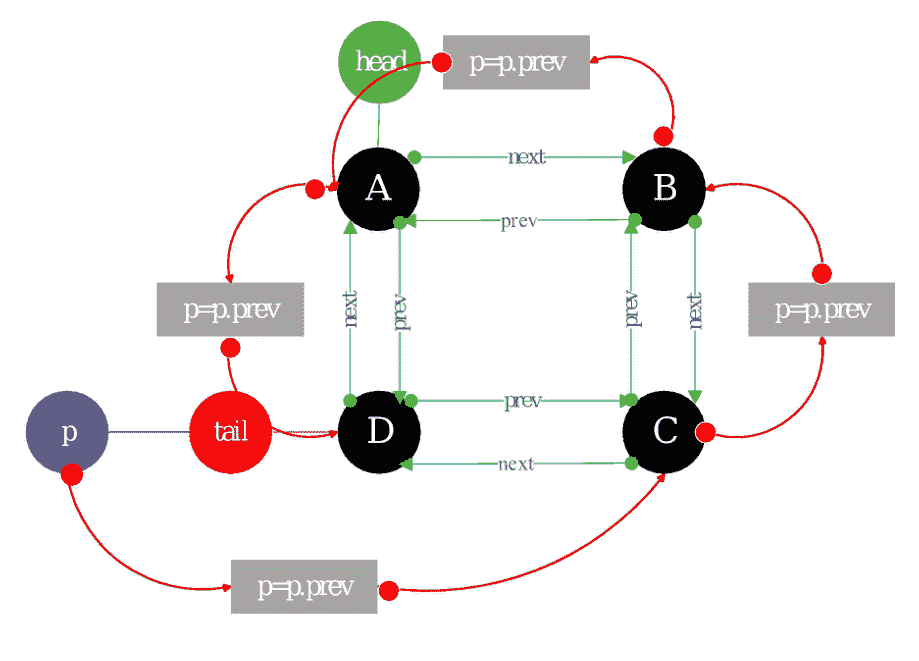 head
p=p.prev
next
A
B
prev
p=p.prev
next
prev
prev
next
p=p.prev
p
tail
D
prev
C
next
p=p.prev